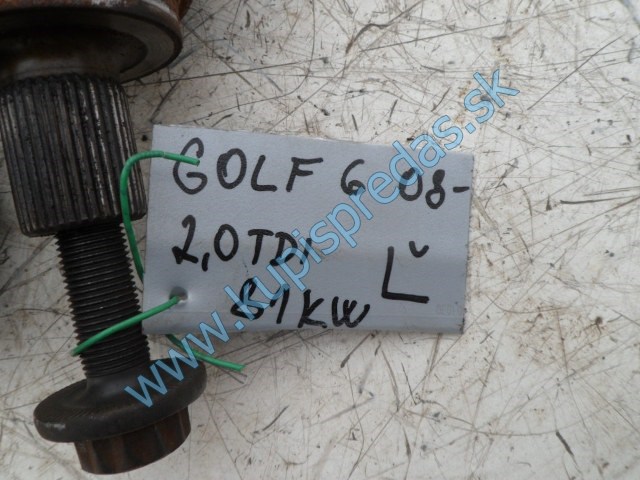 GOLF 6 08-
2,0TDI
Ľ
81KW
www.kupispredas.sk